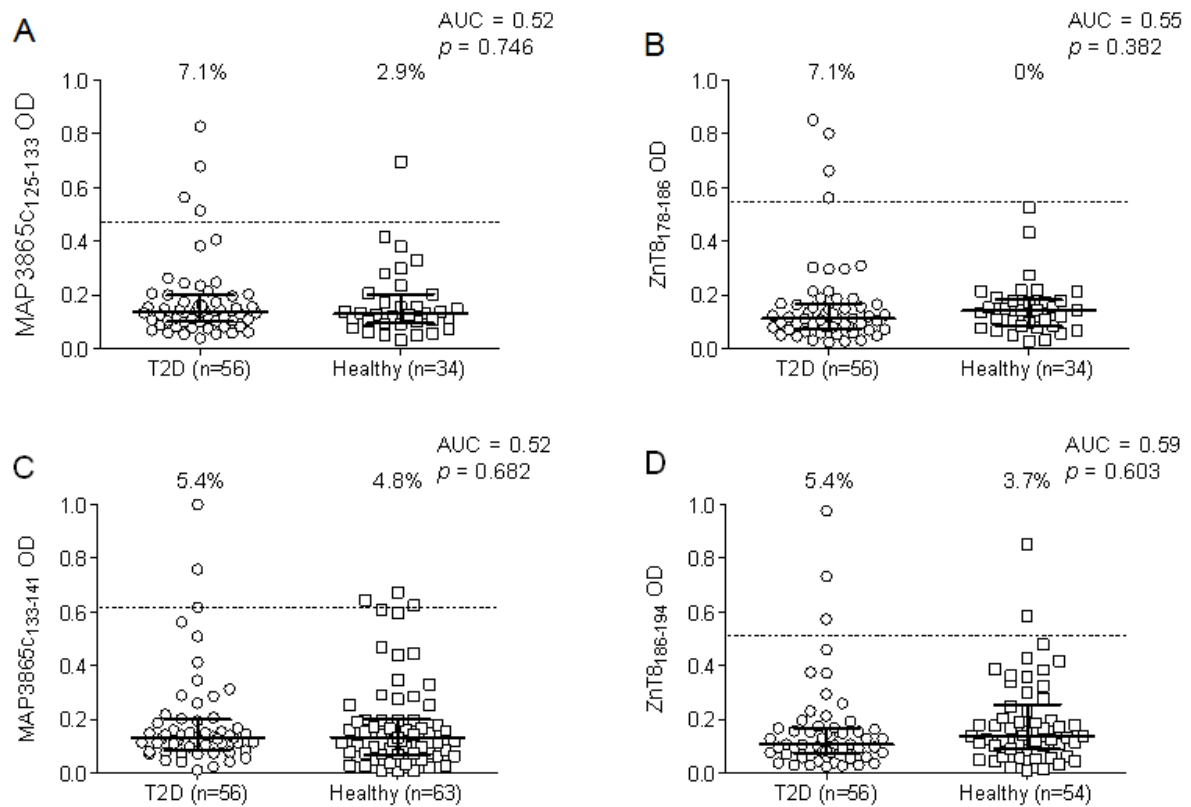 A
AUC = 0.52
p = 0.746
7.1%
2.9%
MAP3865c125-133 OD
1.0
0.8
0.6
0.4
0.2
0.0
T2D (n=56)
Healthy (n=34)
B
AUC = 0.55
p = 0.382
7.1%
0%
ZnT8178-186 OD
1.0
0.8
0.6
0.4
0.2
0.0
T2D (n=56)
Healthy (n=34)
C
AUC = 0.52
p = 0.682
5.4%
4.8%
MAP3865c133-141 OD
1.0
0.8
0.6
0.4
0.2
0.0
T2D (n=56)
Healthy (n=63)
D
AUC = 0.59
p = 0.603
5.4%
3.7%
ZnT8186-194 OD
1.0
0.8
0.6
0.4
0.2
0.0
T2D (n=56)
Healthy (n=54)